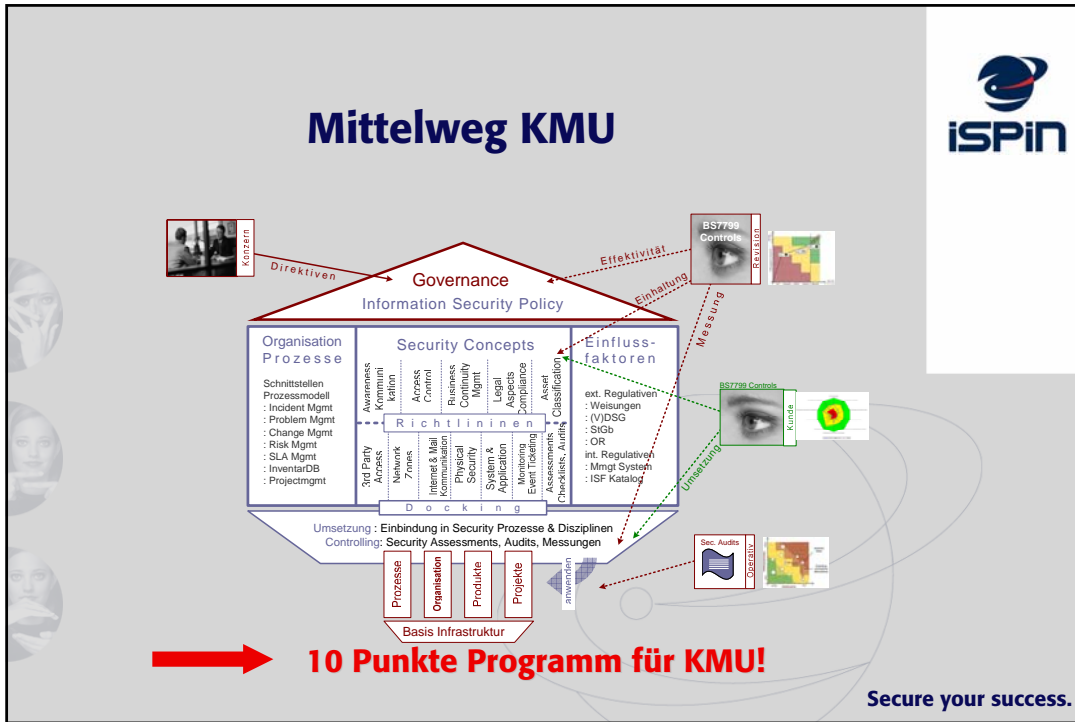 Mittelweg KMU
iSPiN
Konzern
Direktiven
BS7799
Controls
Revision
Effektivität
Einhaltung
Messung
Governance
Information Security Policy
Organisation
Prozesse
Schnittstellen
Prozessmodell
: Incident Mgmt
: Problem Mgmt
: Change Mgmt
: Risk Mgmt
: SLA Mgmt
: InventarDB
: Projectmgmt
Security Concepts
Awareness
Kommuni
kation
Access
Control
Business
Continuity
Mgmt
Legal
Aspects
Compliance
Asset
Classification
Richtlininen
3rd Party
Access
Network
Zones
Internet & Mail
Kommunikation
Physical
Security
System &
Application
Monitoring
Event Ticketing
Assessments
Checklists, Audits
Docking
Einfluss-
faktoren
ext. Regulativen
: Weisungen
: (V)DSG
: StGb
: OR
int. Regulativen
: Mmgt System
: ISF Katalog
BS7799 Controls
Kunde
Umsetzung
Umsetzung : Einbindung in Security Prozesse & Disziplinen
Controlling: Security Assessments, Audits, Messungen
Sec. Audits
Operativ
Prozesse
Organisation
Produkte
Projekte
anwenden
Basis Infrastruktur
10 Punkte Programm für KMU!
Secure your success.